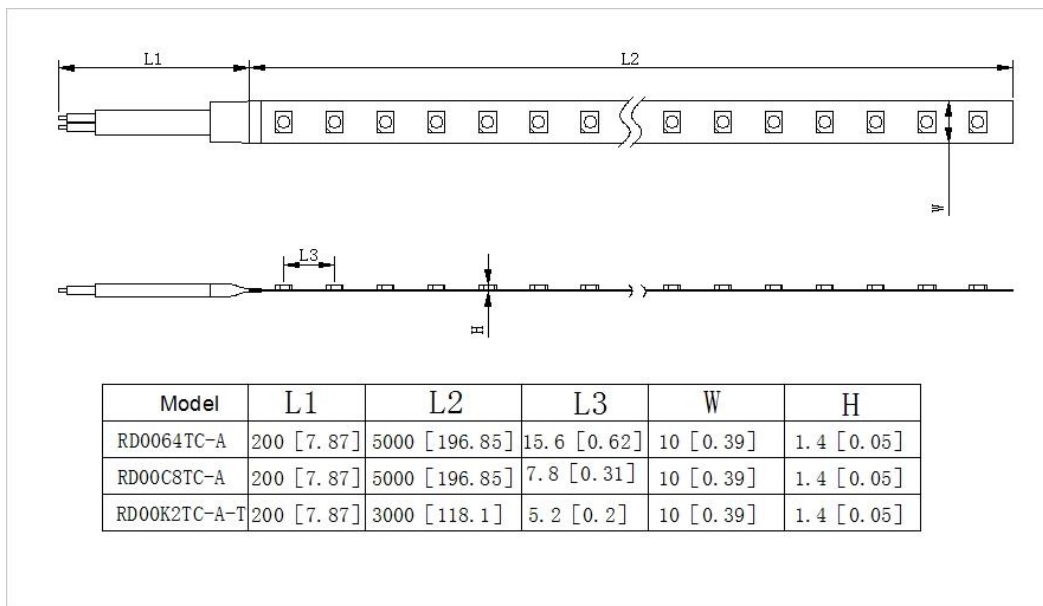 L1 L2
W
L3
H
Model L1 L2 L3 W H
RD0064TC-A 200 [7.87] 5000 [196.85] 15.6 [0.62] 10 [0.39] 1.4 [0.05]
RD00C8TC-A 200 [7.87] 5000 [196.85] 7.8 [0.31] 10 [0.39] 1.4 [0.05]
RD00K2TC-A-T 200 [7.87] 3000 [118.1] 5.2 [0.2] 10 [0.39] 1.4 [0.05]